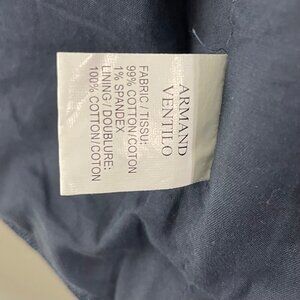 ARMAND
VENTILO
FABRIC / TISSU:
99% COTTON/COTON
1% SPANDEX
LINING / DOUBLURE:
100% COTTON/COTON